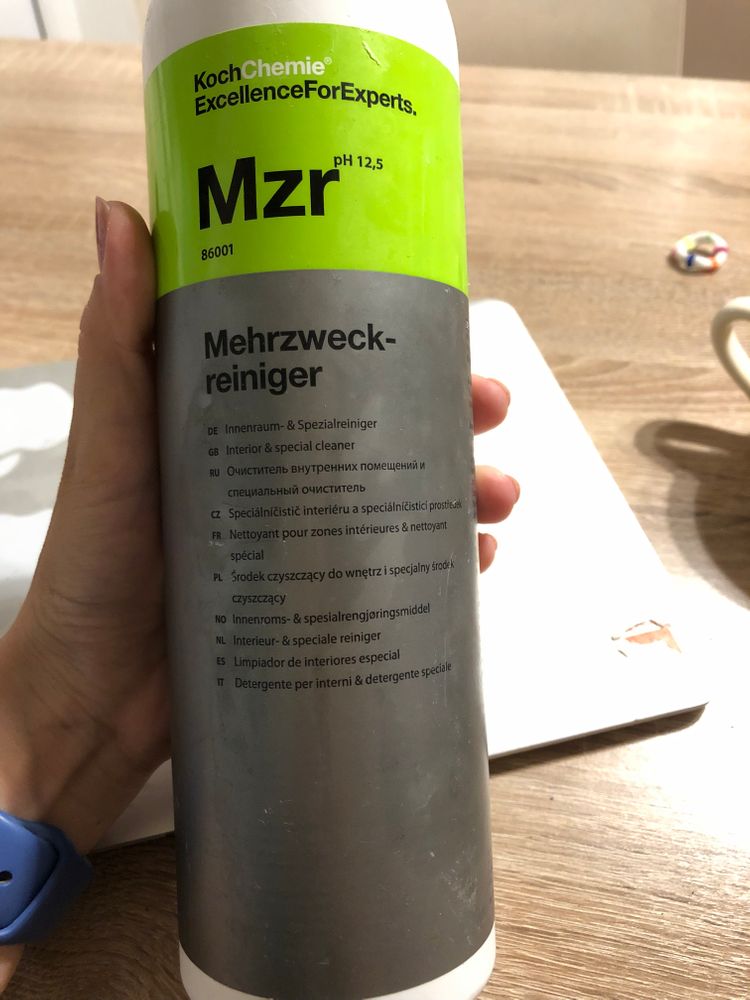 KochChemie®
ExcellenceForExperts.
Mzr pH 12,5
86001
Mehrzweck-
reiniger
DE Innenraum- & Spezialreiniger
GB Interior & special cleaner
RU Очиститель внутренних помещений и
специальный очиститель
CZ Speciálníčistič interiéru a speciálníčisticí prostředek
FR Nettoyant pour zones intérieures & nettoyant
spécial
PL Środek czyszczący do wnętrz i specjalny środek
czyszczący
NO Innenroms- & spesialrengjøringsmiddel
NL Interieur- & speciale reiniger
ES Limpiador de interiores especial
IT Detergente per interni & detergente speciale